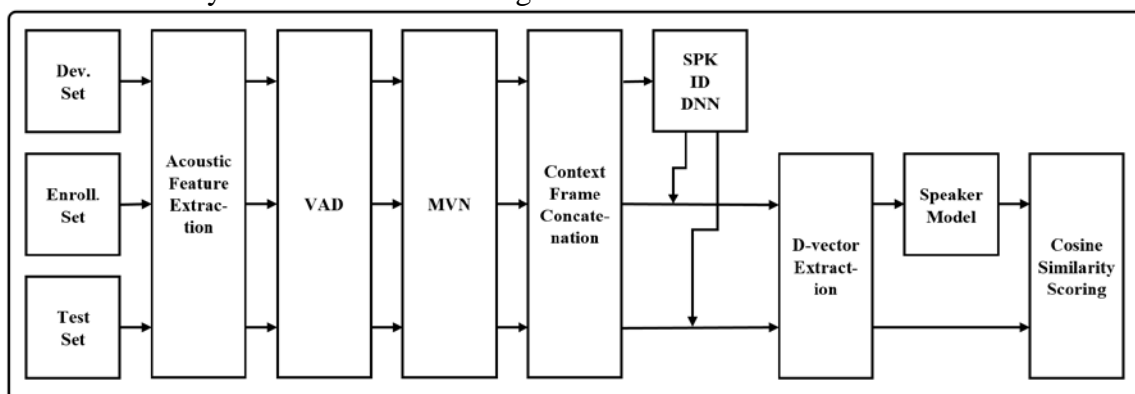 Dev.
Set
Enroll.
Set
Test
Set
Acoustic
Feature
Extrac-
tion
VAD
MVN
Context
Frame
Concate-
nation
SPK
ID
DNN
D-vector
Extract-
ion
Speaker
Model
Cosine
Similarity
Scoring